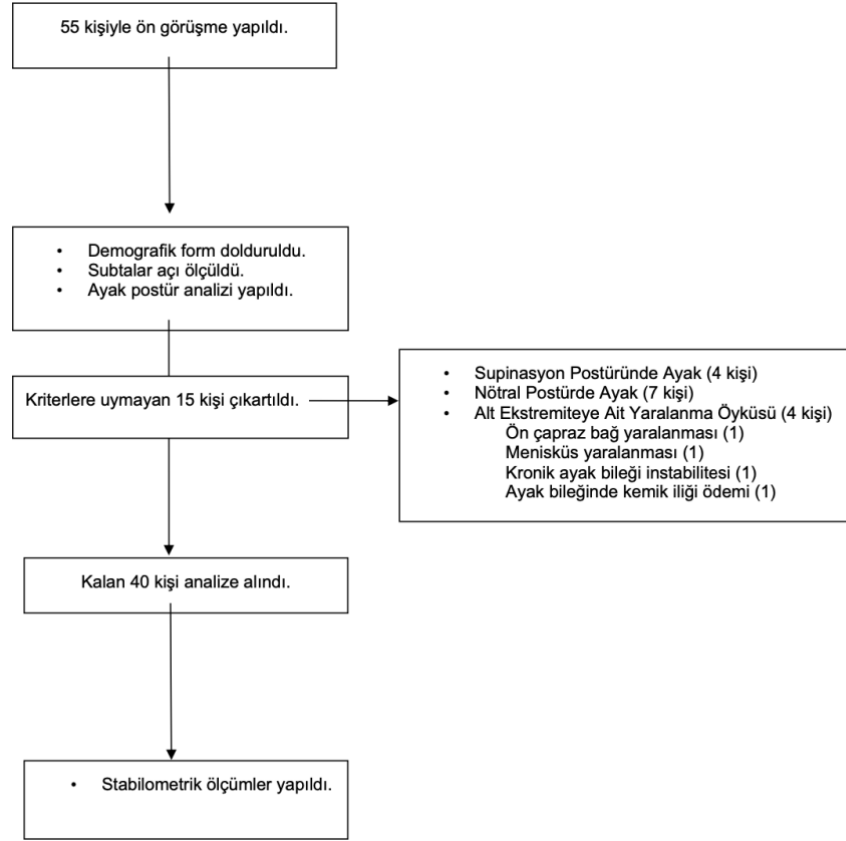 55 kişiyle ön görüşme yapıldı.
• Demografik form dolduruldu.
• Subtalar açı ölçüldü.
• Ayak postür analizi yapıldı.
Kriterlere uymayan 15 kişi çıkartıldı.
• Supinasyon Postüründe Ayak (4 kişi)
• Nötral Postürde Ayak (7 kişi)
• Alt Ekstremiteye Ait Yaralanma Öyküsü (4 kişi)
Ön çapraz bağ yaralanması (1)
Menisküs yaralanması (1)
Kronik ayak bileği instabilitesi (1)
Ayak bileğinde kemik iliği ödemi (1)
Kalan 40 kişi analize alındı.
• Stabilometrik ölçümler yapıldı.